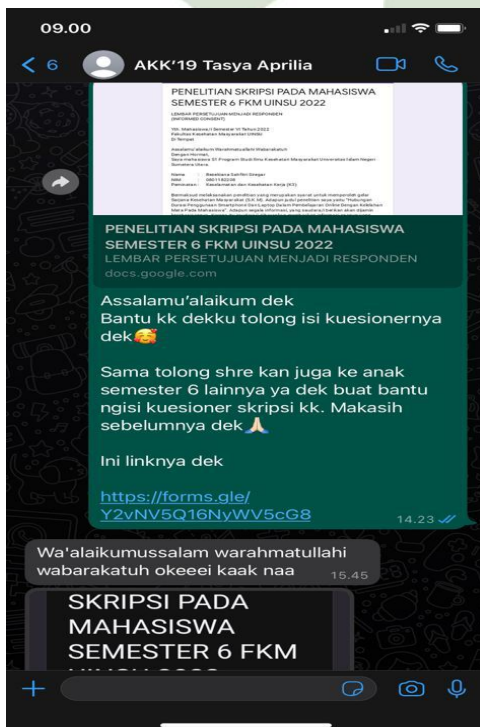 09.00
6 AKK'19 Tasya Aprilia
PENELITIAN SKRIPSI PADA MAHASISWA
SEMESTER 6 FKM UINSU 2022
LEMBAR PERSETUJUAN MENJADI RESPONDEN
(INFORMED CONSENT)
PENELITIAN SKRIPSI PADA MAHASISWA
SEMESTER 6 FKM UINSU 2022
LEMBAR PERSETUJUAN MENJADI RESPONDEN
docs.google.com
Assalamu'alaikum dek
Bantu kk dekku tolong isi kuesionernya
dek🥰
Sama tolong shre kan juga ke anak
semester 6 lainnya ya dek buat bantu
ngisi kuesioner skripsi kk. Makasih
sebelumnya dek🙏🏻
Ini linknya dek
https://forms.gle/
Y2vNV5Q16NyWV5cG8
14.23
Wa'alaikumussalam warahmatullahi
wabarakatuh okeeei kaak naa
15.45
SKRIPSI PADA
MAHASISWA
SEMESTER 6 FKM